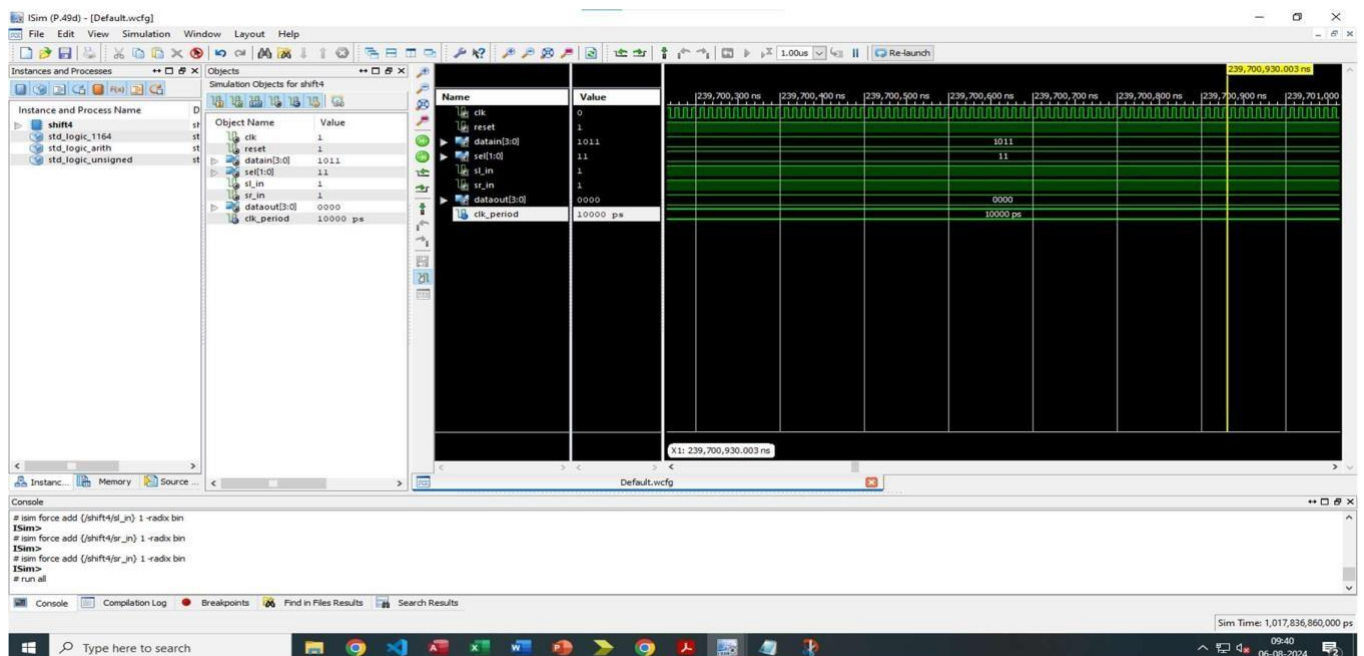 ISim (P.49d) - [Default.wcfg]
File Edit View Simulation Window Layout Help
1.00us Re-launch
Instances and Processes
Instance and Process Name
shift4
std_logic_1164
std_logic_arith
std_logic_unsigned
Instanc... Memory Source ...
Objects
Simulation Objects for shift4
Object Name Value
clk 1
reset 1
datain[3:0] 1011
sel[1:0] 11
sl_in 1
sr_in 1
dataout[3:0] 0000
clk_period 10000 ps
239,700,930.003 ns
Name Value
239,700,300 ns 239,700,400 ns 239,700,500 ns 239,700,600 ns 239,700,700 ns 239,700,800 ns 239,700,900 ns 239,701,000
clk 0
reset 1
datain[3:0] 1011 1011
sel[1:0] 11 11
sl_in 1
sr_in 1
dataout[3:0] 0000 0000
clk_period 10000 ps 10000 ps
X1: 239,700,930.003 ns
Default.wcfg
Console
# isim force add {/shift4/sl_in} 1 -radix bin
ISim>
# isim force add {/shift4/sr_in} 1 -radix bin
ISim>
# isim force add {/shift4/sr_in} 1 -radix bin
ISim>
# run all
Console Compilation Log Breakpoints Find in Files Results Search Results
Sim Time: 1,017,836,860,000 ps
Type here to search
09:40
06-08-2024